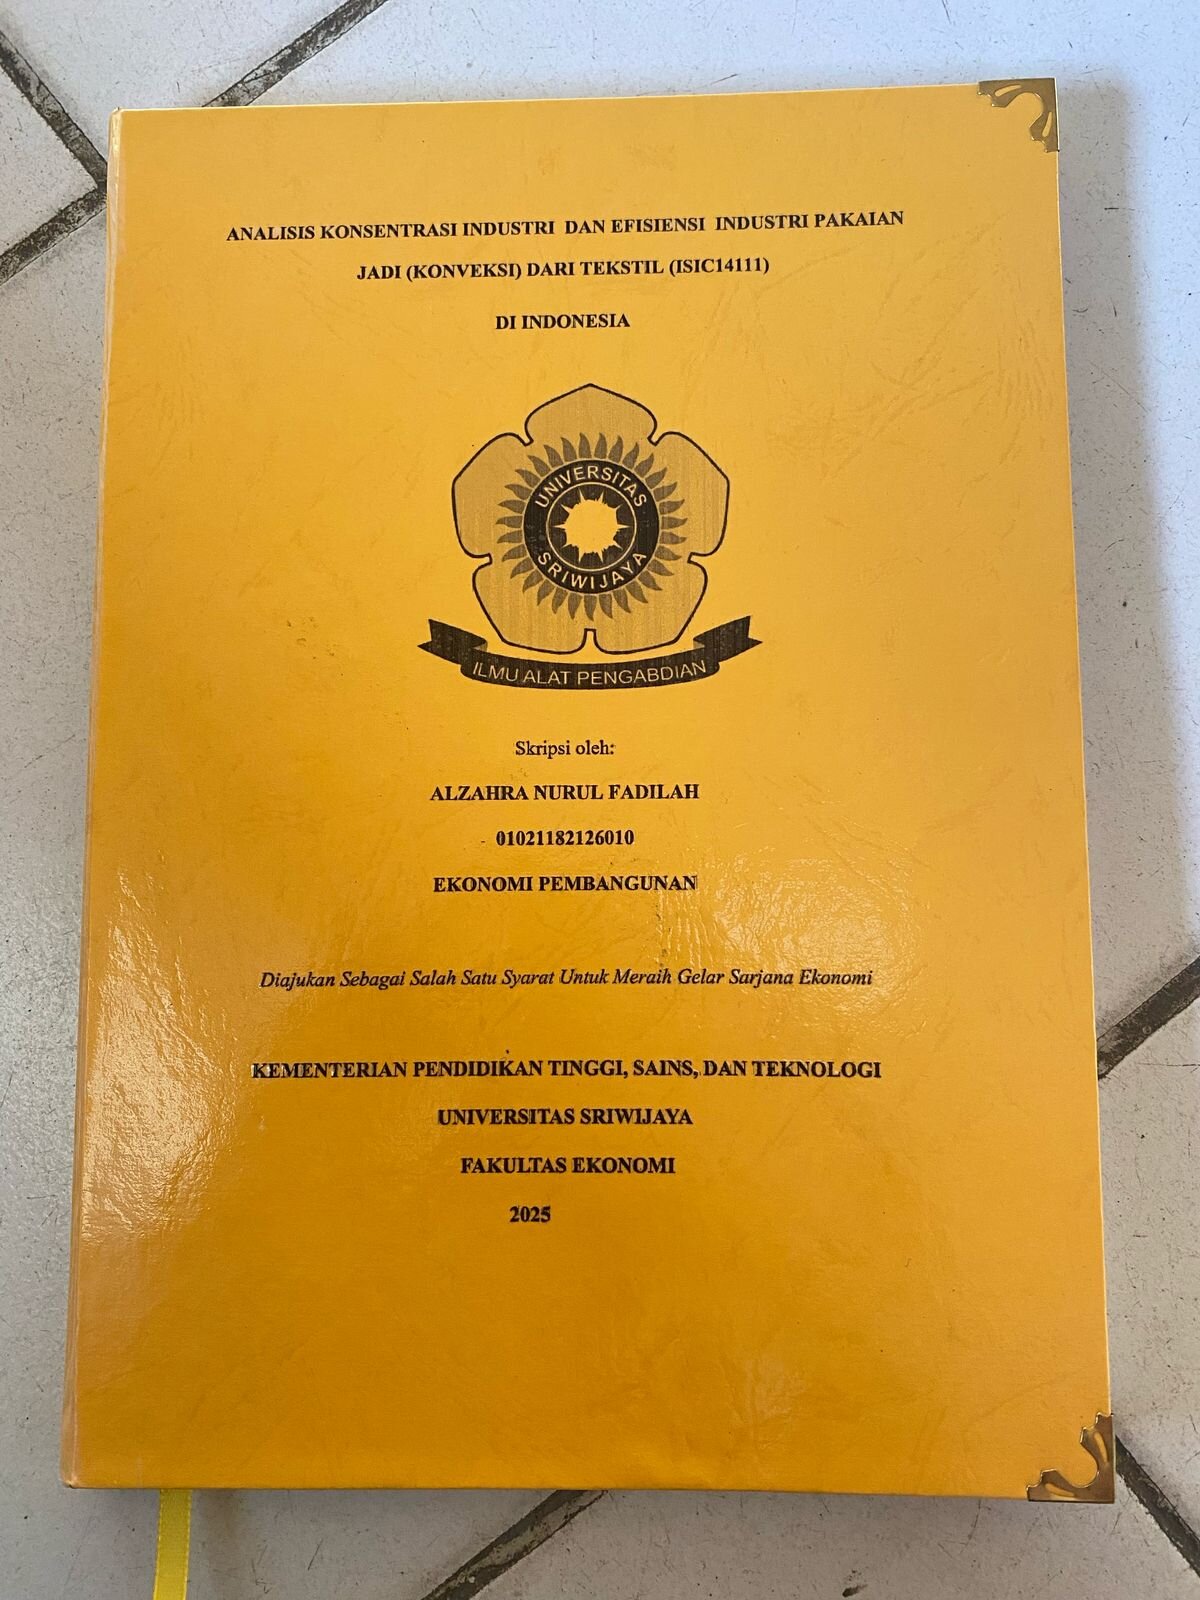 ANALISIS KONSENTRASI INDUSTRI DAN EFISIENSI INDUSTRI PAKAIAN
JADI (KONVEKSI) DARI TEKSTIL (ISIC14111)
DI INDONESIA
UNIVERSITAS
SRIWIJAYA
ILMU ALAT PENGABDIAN
Skripsi oleh:
ALZAHRA NURUL FADILAH
01021182126010
EKONOMI PEMBANGUNAN
Diajukan Sebagai Salah Satu Syarat Untuk Meraih Gelar Sarjana Ekonomi
KEMENTERIAN PENDIDIKAN TINGGI, SAINS, DAN TEKNOLOGI
UNIVERSITAS SRIWIJAYA
FAKULTAS EKONOMI
2025